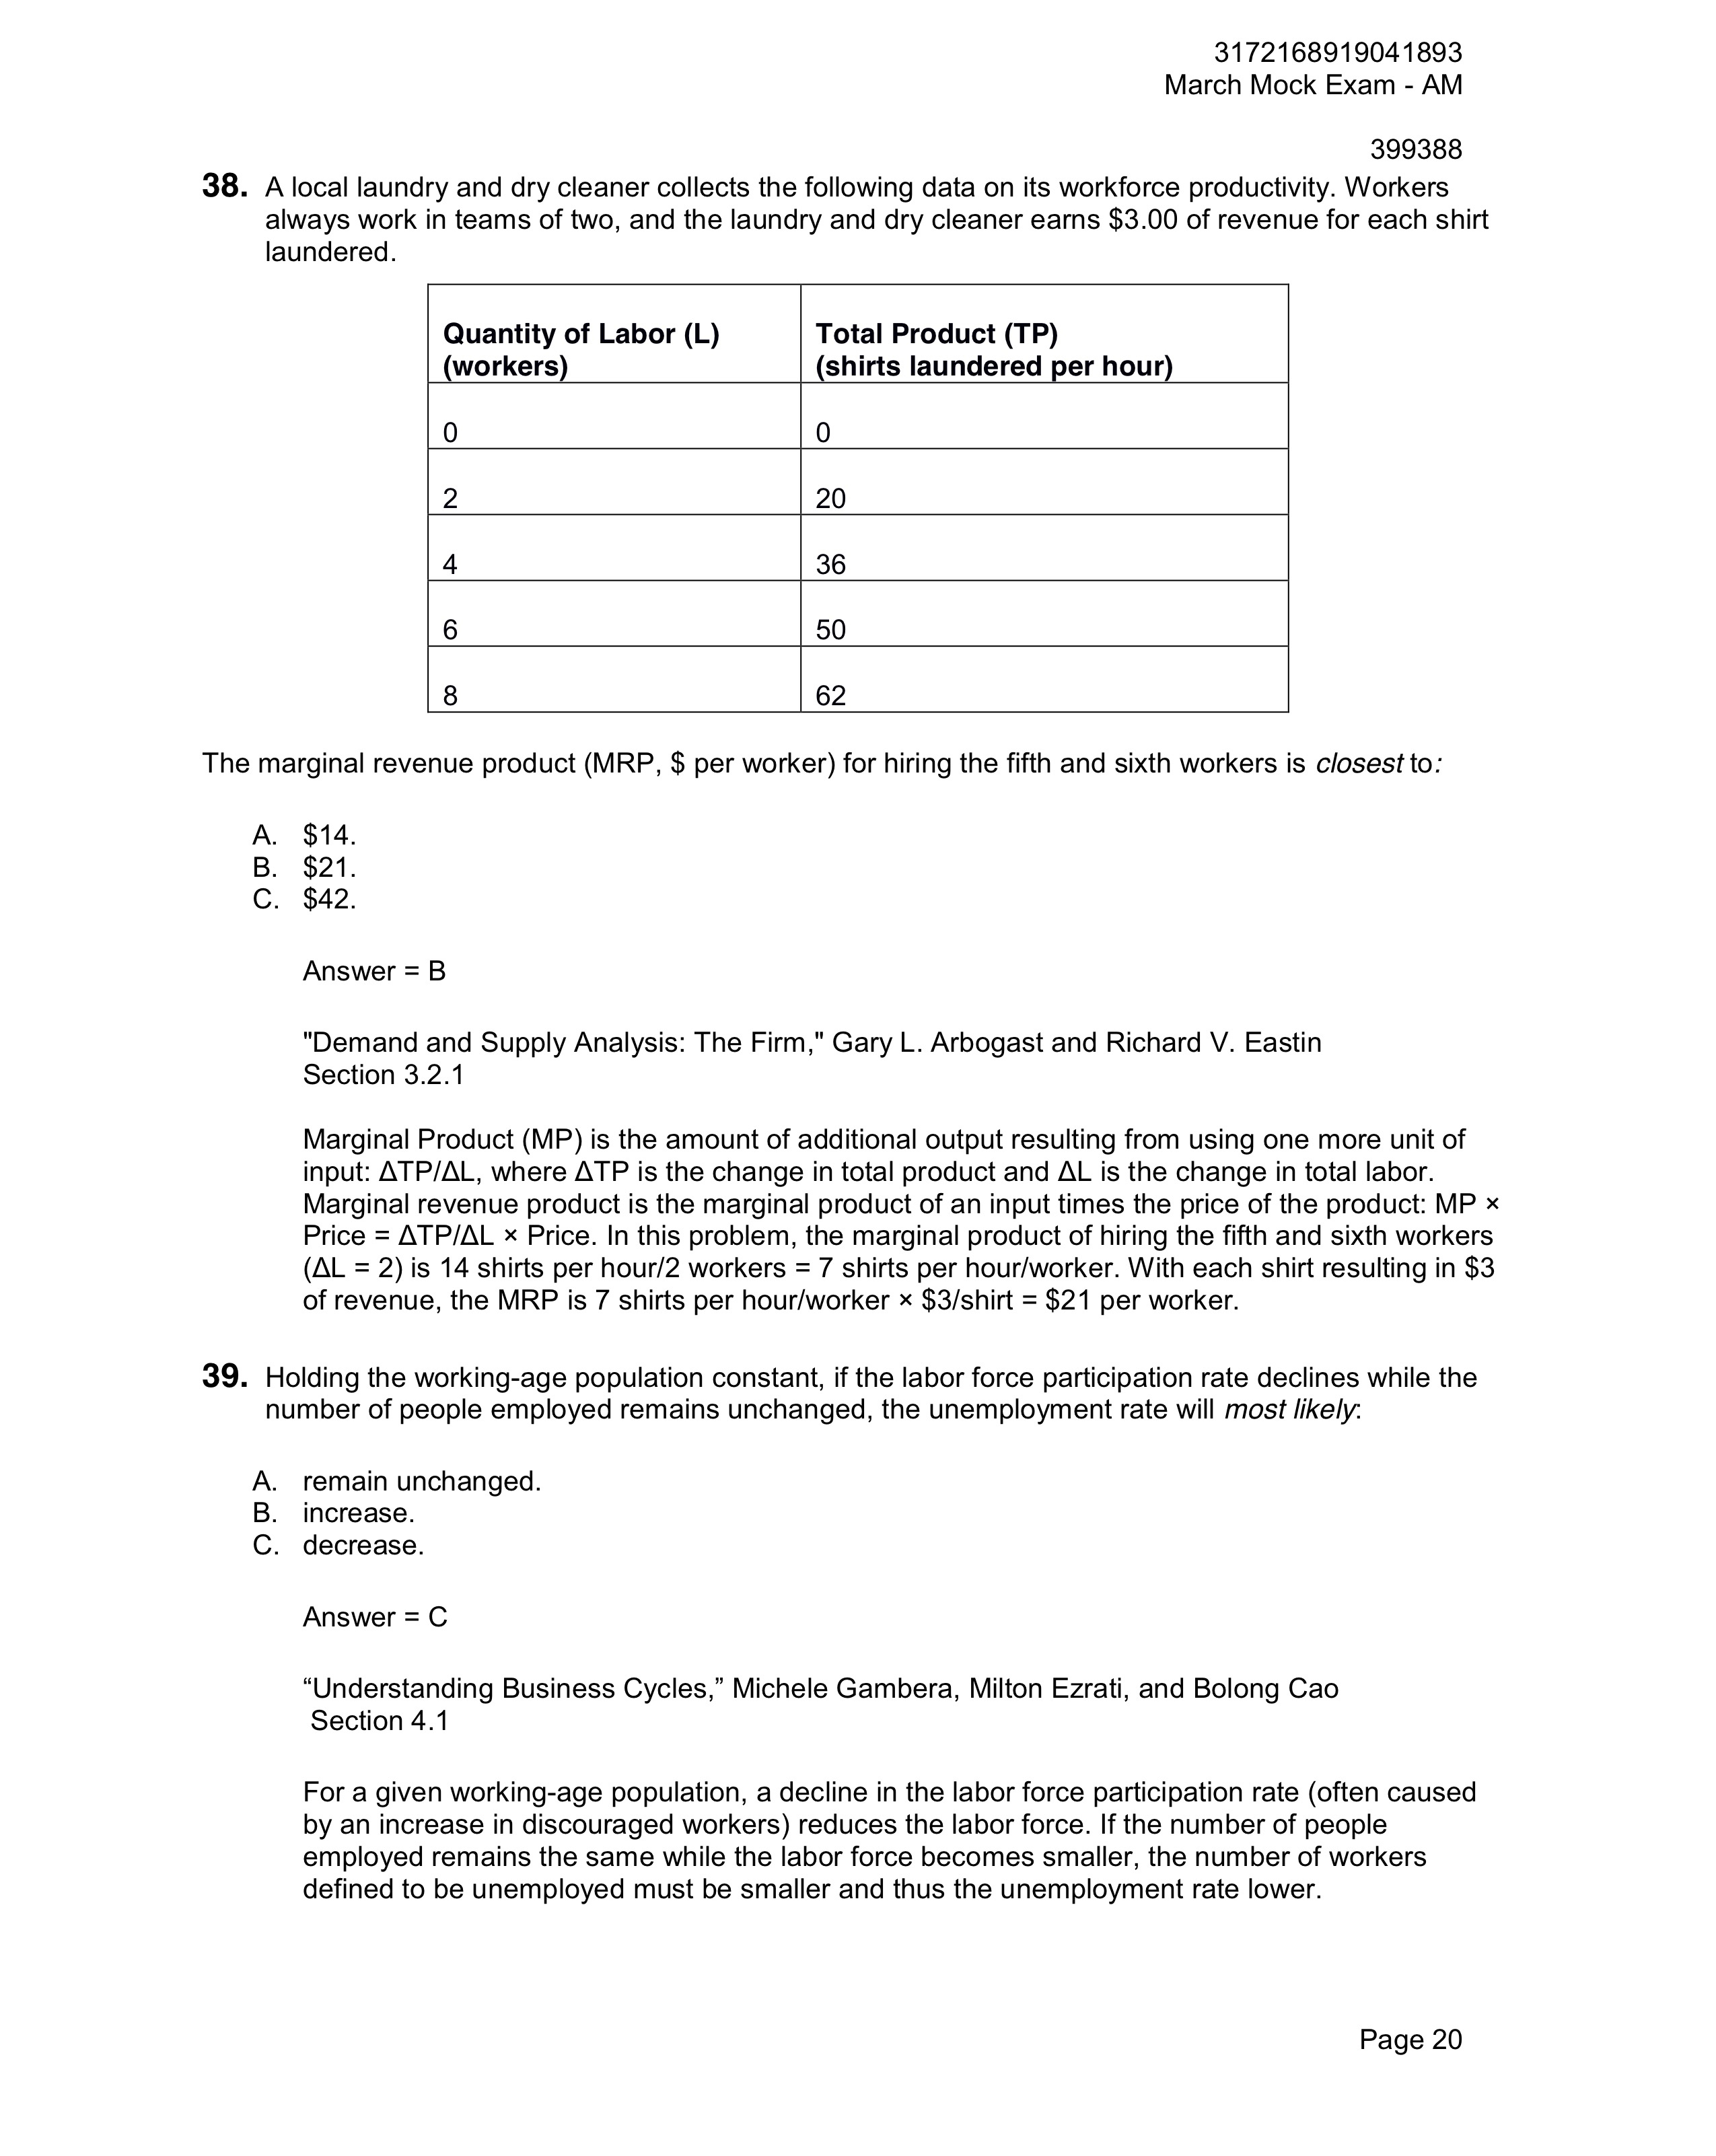 3172168919041893
March Mock Exam - AM
399388
38. A local laundry and dry cleaner collects the following data on its workforce productivity. Workers
always work in teams of two, and the laundry and dry cleaner earns $3.00 of revenue for each shirt
laundered.
Quantity of Labor (L) Total Product (TP)
(workers) (shirts laundered per hour)
0 0
2 20
4 36
6 50
8 62
The marginal revenue product (MRP, $ per worker) for hiring the fifth and sixth workers is closest to:
A. $14.
B. $21.
C. $42.
Answer = B
"Demand and Supply Analysis: The Firm," Gary L. Arbogast and Richard V. Eastin
Section 3.2.1
Marginal Product (MP) is the amount of additional output resulting from using one more unit of
input: ΔTP/ΔL, where ΔTP is the change in total product and ΔL is the change in total labor.
Marginal revenue product is the marginal product of an input times the price of the product: MP ×
Price = ΔTP/ΔL × Price. In this problem, the marginal product of hiring the fifth and sixth workers
(ΔL = 2) is 14 shirts per hour/2 workers = 7 shirts per hour/worker. With each shirt resulting in $3
of revenue, the MRP is 7 shirts per hour/worker × $3/shirt = $21 per worker.
39. Holding the working-age population constant, if the labor force participation rate declines while the
number of people employed remains unchanged, the unemployment rate will most likely:
A. remain unchanged.
B. increase.
C. decrease.
Answer = C
“Understanding Business Cycles,” Michele Gambera, Milton Ezrati, and Bolong Cao
Section 4.1
For a given working-age population, a decline in the labor force participation rate (often caused
by an increase in discouraged workers) reduces the labor force. If the number of people
employed remains the same while the labor force becomes smaller, the number of workers
defined to be unemployed must be smaller and thus the unemployment rate lower.
Page 20